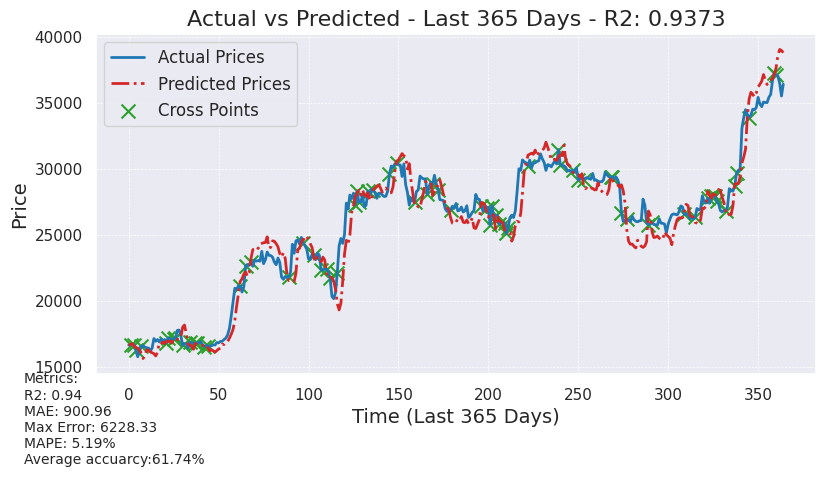 Actual vs Predicted - Last 365 Days - R2: 0.9373
40000
35000
30000
25000
20000
15000
Price
Actual Prices
Predicted Prices
Cross Points
0
50
100
150
200
250
300
350
Time (Last 365 Days)
Metrics:
R2: 0.94
MAE: 900.96
Max Error: 6228.33
MAPE: 5.19%
Average accuarcy:61.74%